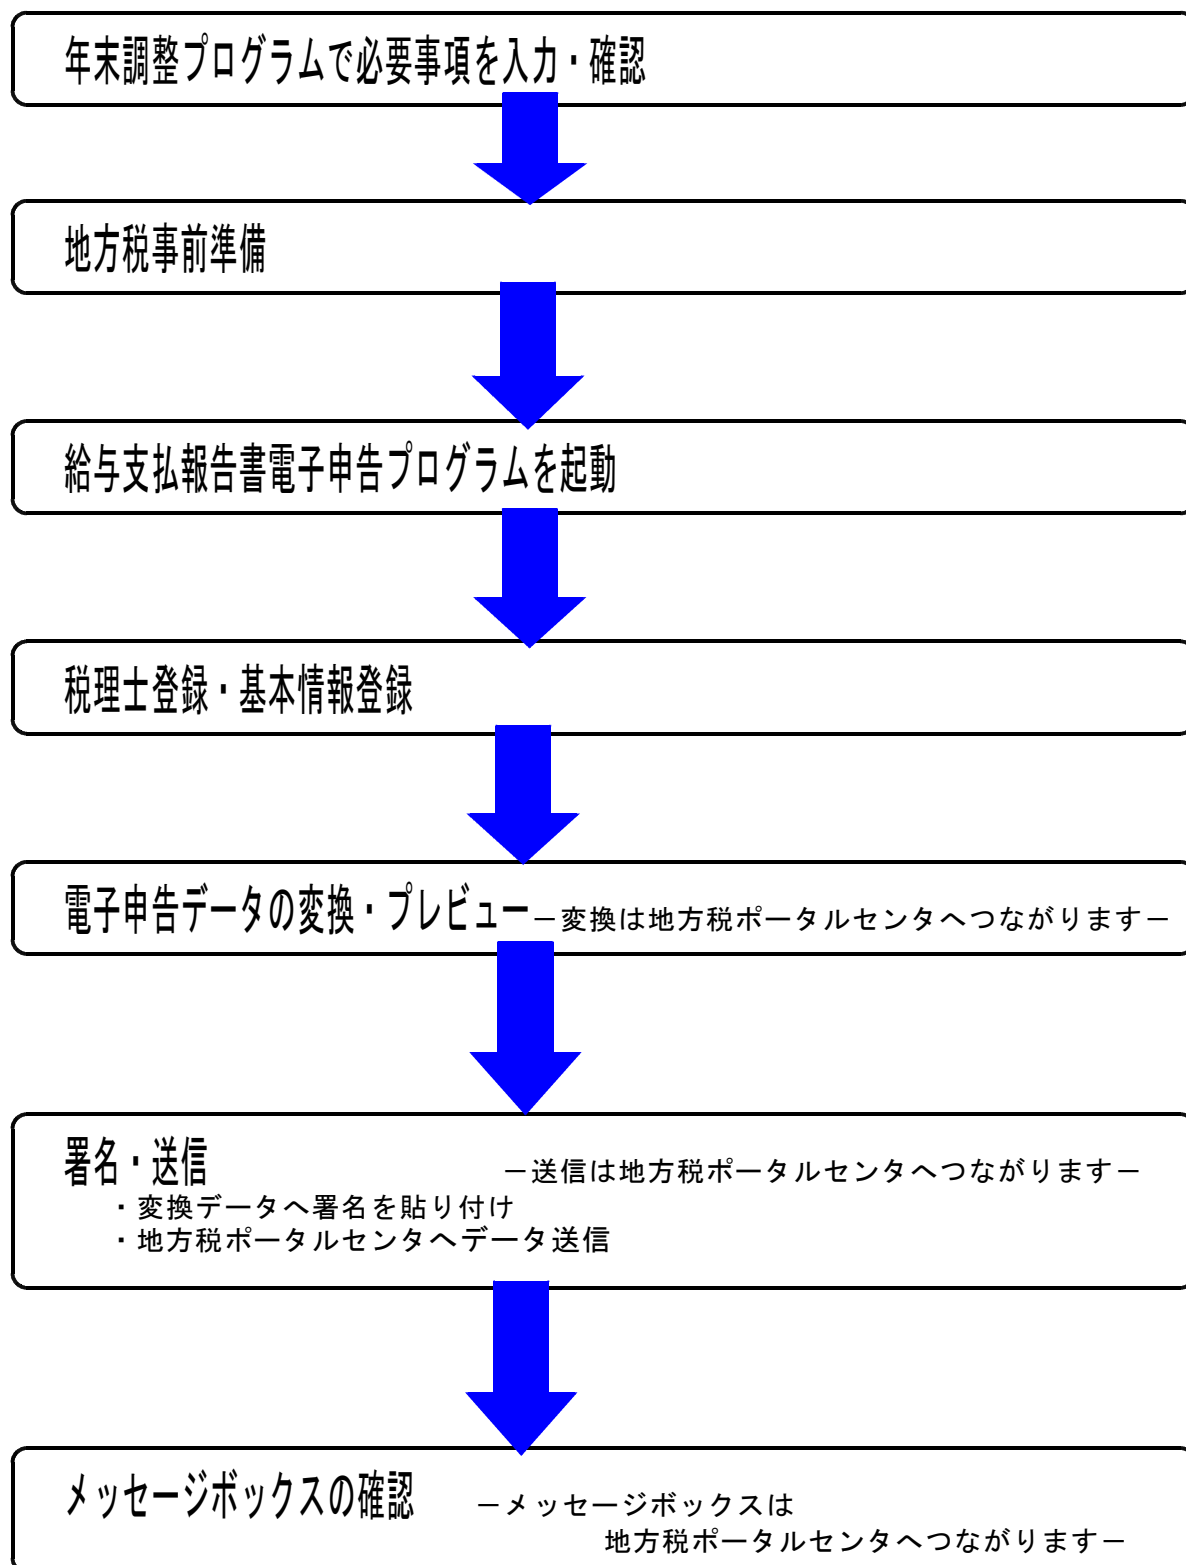 年末調整プログラムで必要事項を入力・確認
地方税事前準備
給与支払報告書電子申告プログラムを起動
税理士登録・基本情報登録
電子申告データの変換・プレビュー－変換は地方税ポータルセンタへつながります－
署名・送信 －送信は地方税ポータルセンタへつながります－
・変換データへ署名を貼り付け
・地方税ポータルセンタへデータ送信
メッセージボックスの確認 －メッセージボックスは
地方税ポータルセンタへつながります－